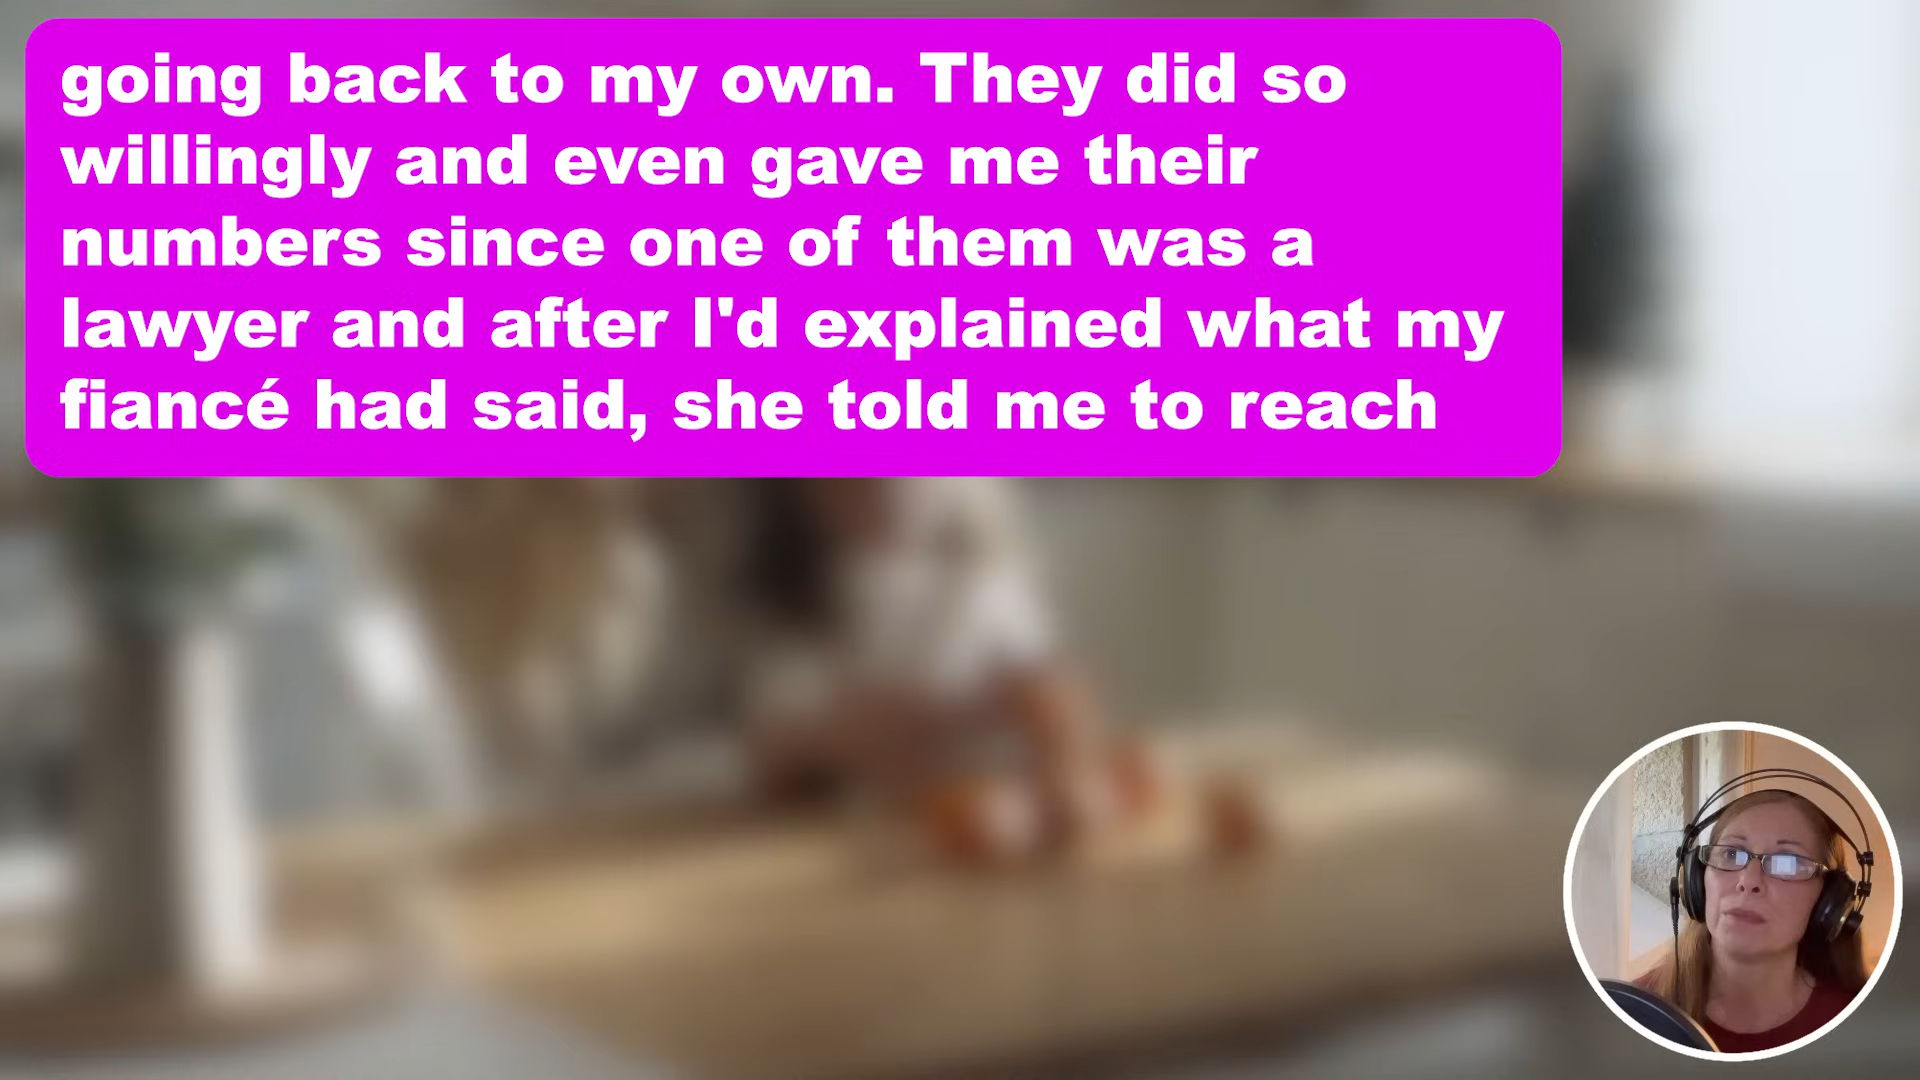 going back to my own. They did so
willingly and even gave me their
numbers since one of them was a
lawyer and after I'd explained what my
fiancé had said, she told me to reach